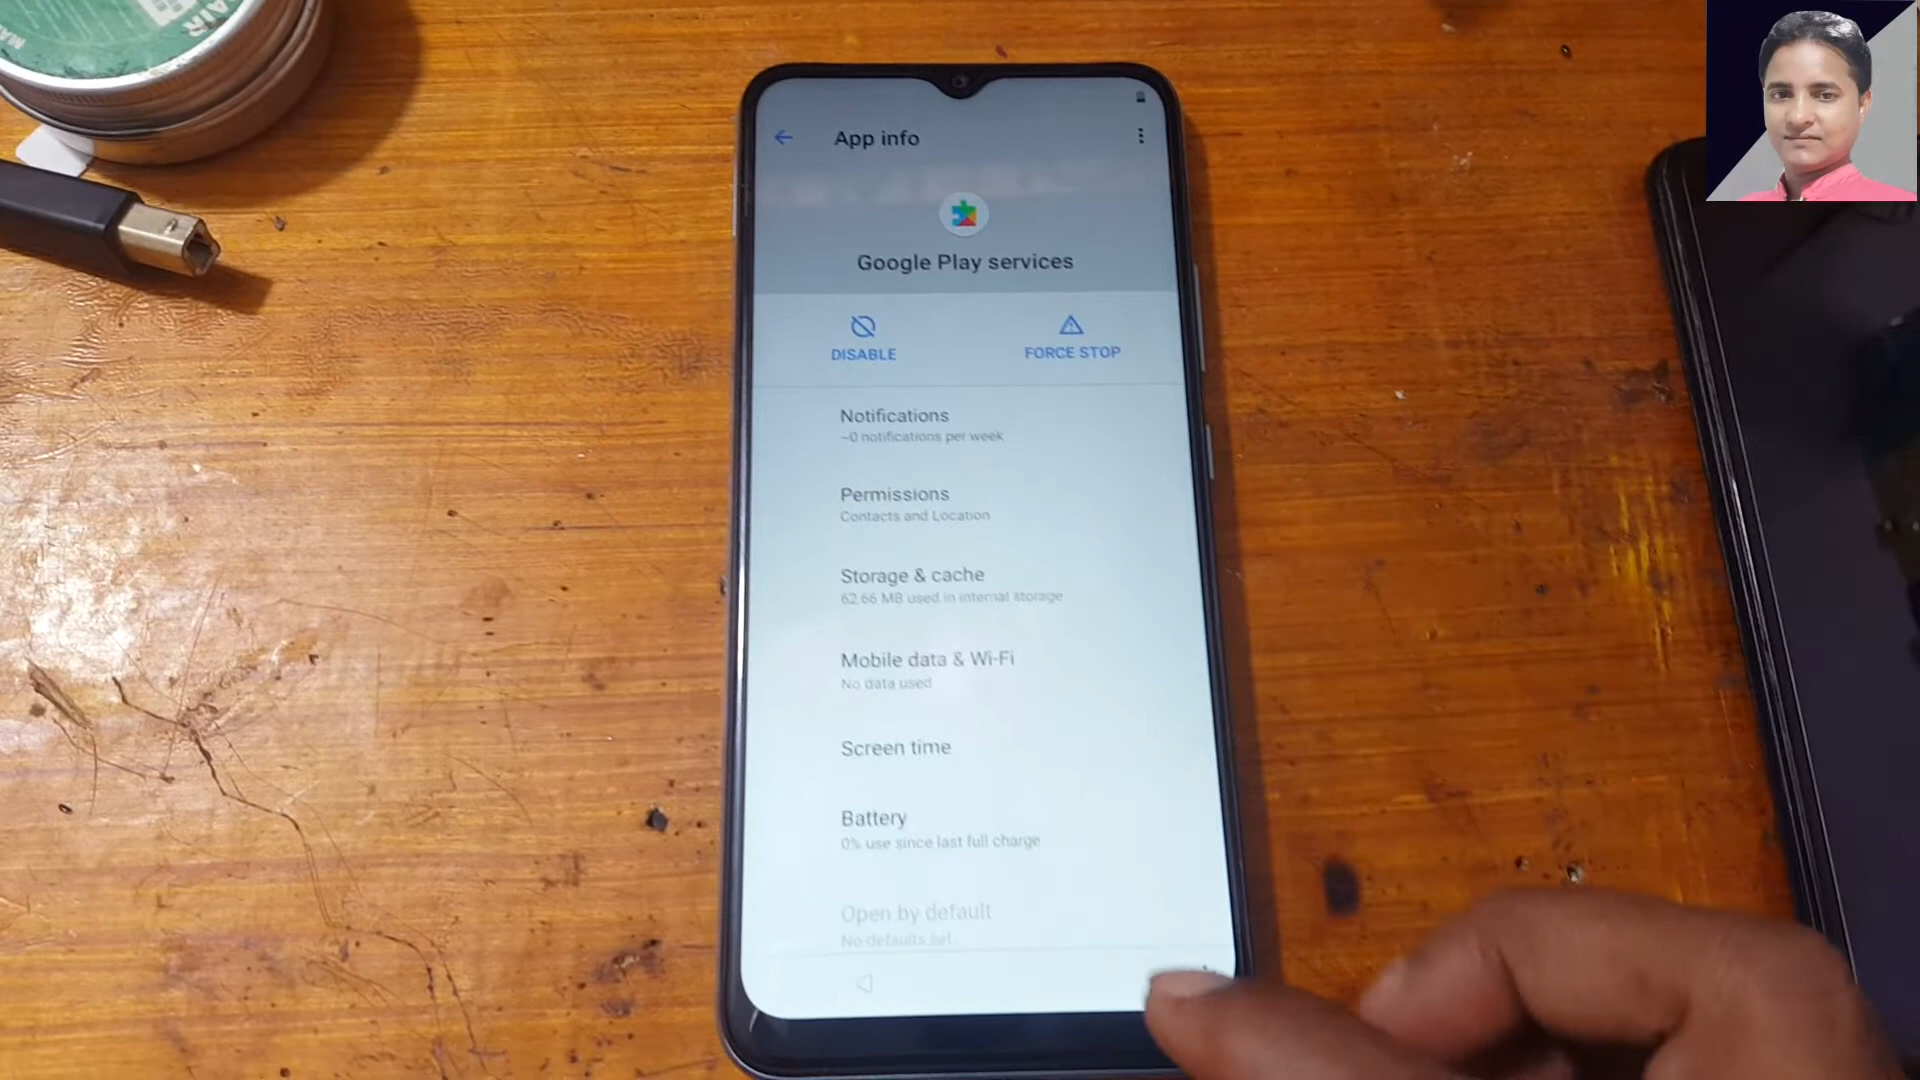 AIR
MA
App info
Google Play services
DISABLE
FORCE STOP
Notifications
~0 notifications per week
Permissions
Contacts and Location
Storage & cache
62.66 MB used in internal storage
Mobile data & Wi-Fi
No data used
Screen time
Battery
0% use since last full charge
Open by default
No defaults set